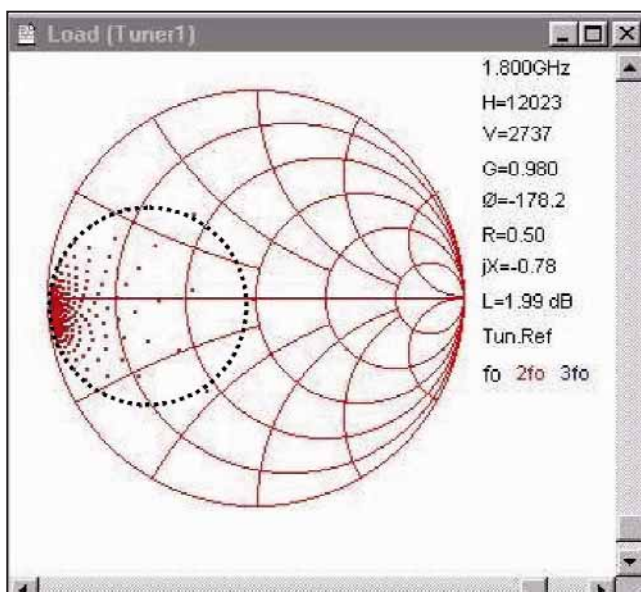 Load (Tuner1)
1.800GHz
H=12023
V=2737
G=0.980
Ø=-178.2
R=0.50
jX=-0.78
L=1.99 dB
Tun.Ref
fo 2fo 3fo